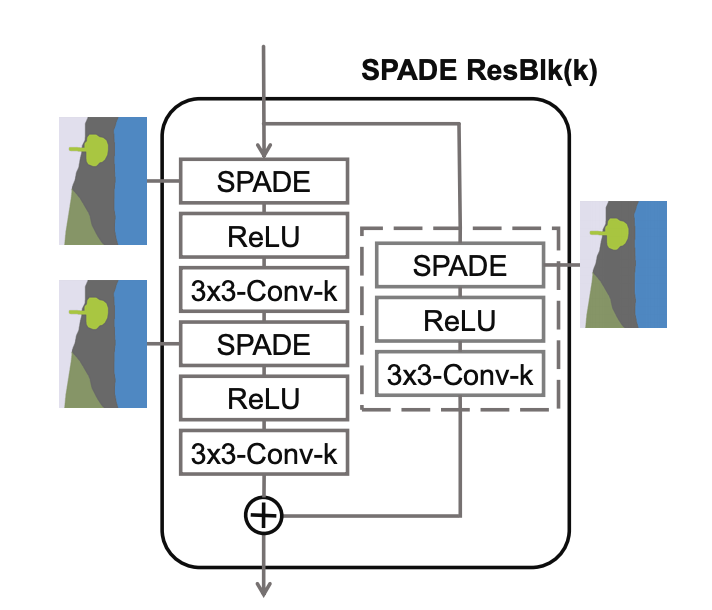 SPADE ResBlk(k)
SPADE
ReLU
3x3-Conv-k
SPADE
ReLU
3x3-Conv-k
SPADE
ReLU
3x3-Conv-k